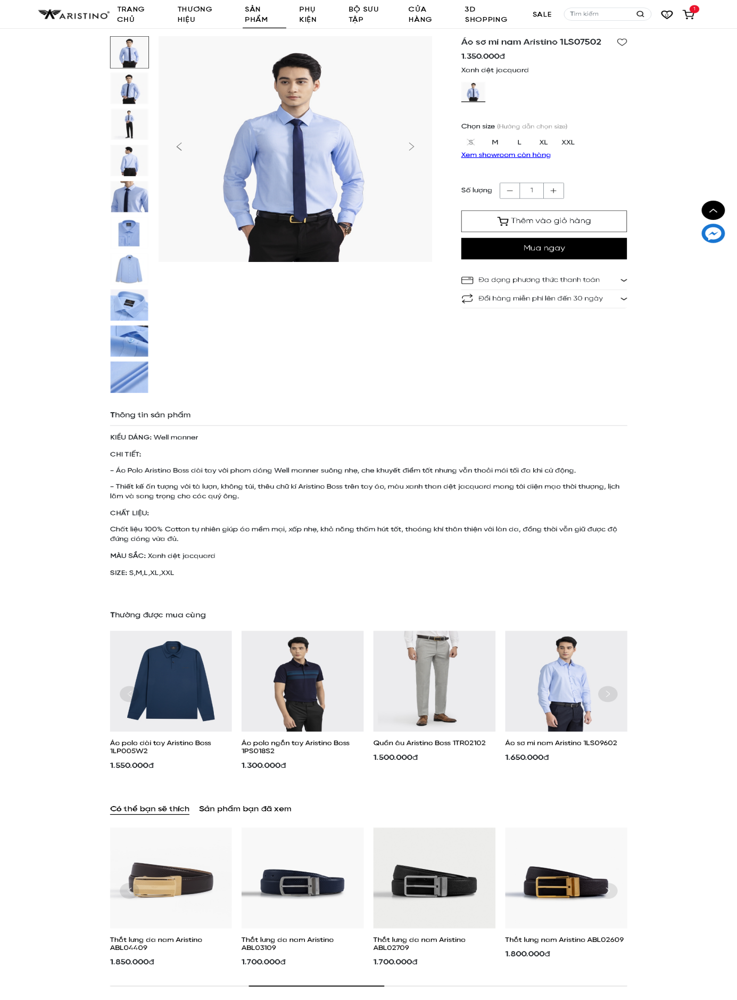 ARISTINO
TRANG
CHỦ
THƯƠNG
HIỆU
SẢN
PHẨM
PHỤ
KIỆN
BỘ SƯU
TẬP
CỬA
HÀNG
3D
SHOPPING
SALE
Tìm kiếm
0
1
Áo sơ mi nam Aristino 1LS07502
1.350.000đ
Xanh dệt jacquard
Chọn size (Hướng dẫn chọn size)
S M L XL XXL
Xem showroom còn hàng
Số lượng
1
Thêm vào giỏ hàng
Mua ngay
Đa dạng phương thức thanh toán
Đổi hàng miễn phí lên đến 30 ngày
Thông tin sản phẩm
KIỂU DÁNG: Well manner
CHI TIẾT:
– Áo Polo Aristino Boss dài tay với phom dáng Well manner suông nhẹ, che khuyết điểm tốt nhưng vẫn thoải mái tối đa khi cử động.
– Thiết kế ấn tượng với tà lượn, không túi, thêu chữ kí Aristino Boss trên tay áo, màu xanh than dệt jacquard mang tới diện mạo thời thượng, lịch
lãm và sang trọng cho các quý ông.
CHẤT LIỆU:
Chất liệu 100% Cotton tự nhiên giúp áo mềm mại, xốp nhẹ, khả năng thấm hút tốt, thoáng khí thân thiện với làn da, đồng thời vẫn giữ được độ
đứng dáng vừa đủ.
MÀU SẮC: Xanh dệt jacquard
SIZE: S,M,L,XL,XXL
Thường được mua cùng
Áo polo dài tay Aristino Boss
1LP005W2
1.550.000đ
Áo polo ngắn tay Aristino Boss
1PS018S2
1.300.000đ
Quần âu Aristino Boss 1TR02102
1.500.000đ
Áo sơ mi nam Aristino 1LS09602
1.650.000đ
Có thể bạn sẽ thích
Sản phẩm bạn đã xem
Thắt lưng da nam Aristino
ABL04409
1.850.000đ
Thắt lưng da nam Aristino
ABL03109
1.700.000đ
Thắt lưng da nam Aristino
ABL02709
1.700.000đ
Thắt lưng nam Aristino ABL02609
1.800.000đ